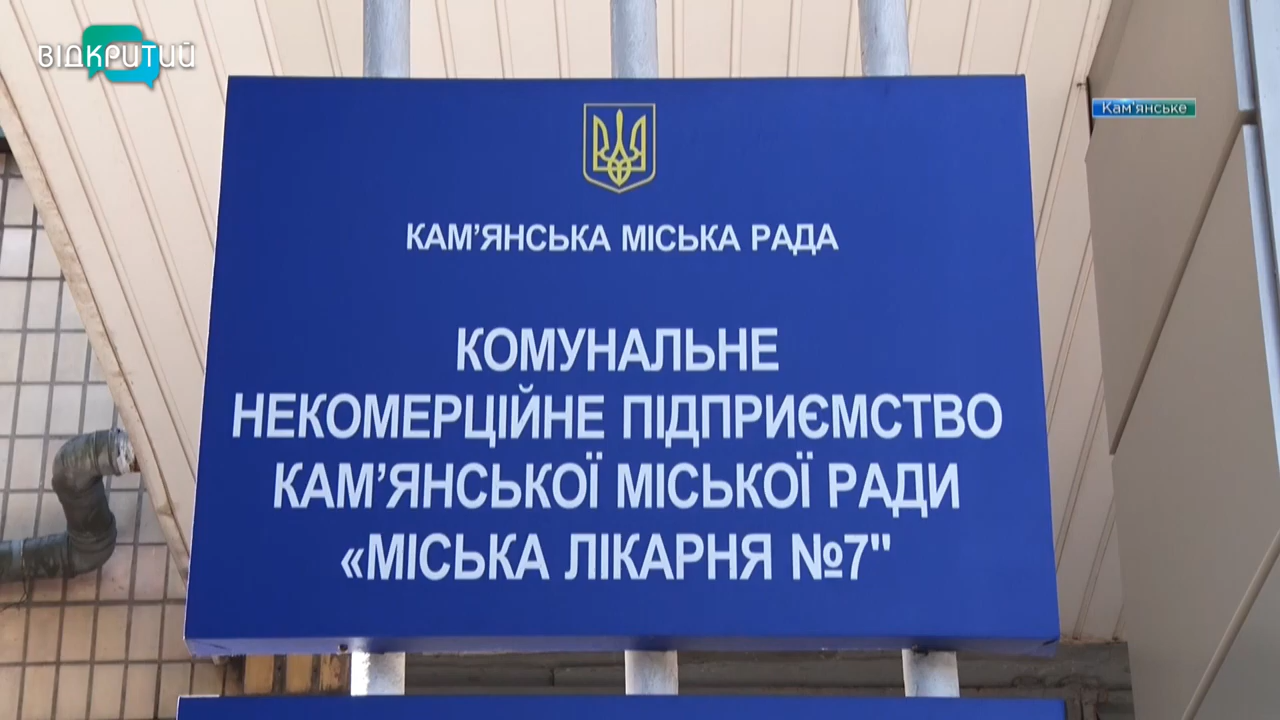 ВІДКРИТИЙ
Кам'янське
КАМ’ЯНСЬКА МІСЬКА РАДА
КОМУНАЛЬНЕ
НЕКОМЕРЦІЙНЕ ПІДПРИЄМСТВО
КАМ’ЯНСЬКОЇ МІСЬКОЇ РАДИ
«МІСЬКА ЛІКАРНЯ №7"